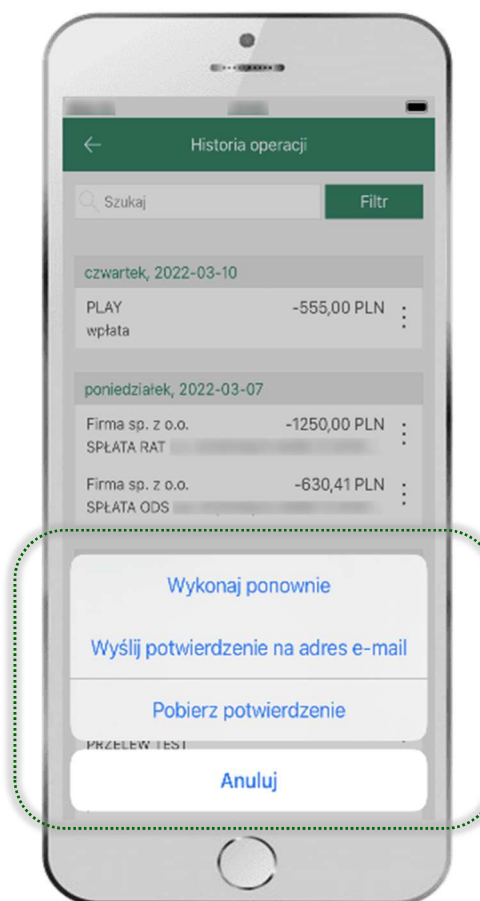 Historia operacji
Szukaj
Filtr
czwartek, 2022-03-10
PLAY -555,00 PLN
wpłata
poniedziałek, 2022-03-07
Firma sp. z o.o. -1250,00 PLN
SPŁATA RAT
Firma sp. z o.o. -630,41 PLN
SPŁATA ODS
Wykonaj ponownie
Wyślij potwierdzenie na adres e-mail
Pobierz potwierdzenie
PRZELEW TEST
Anuluj